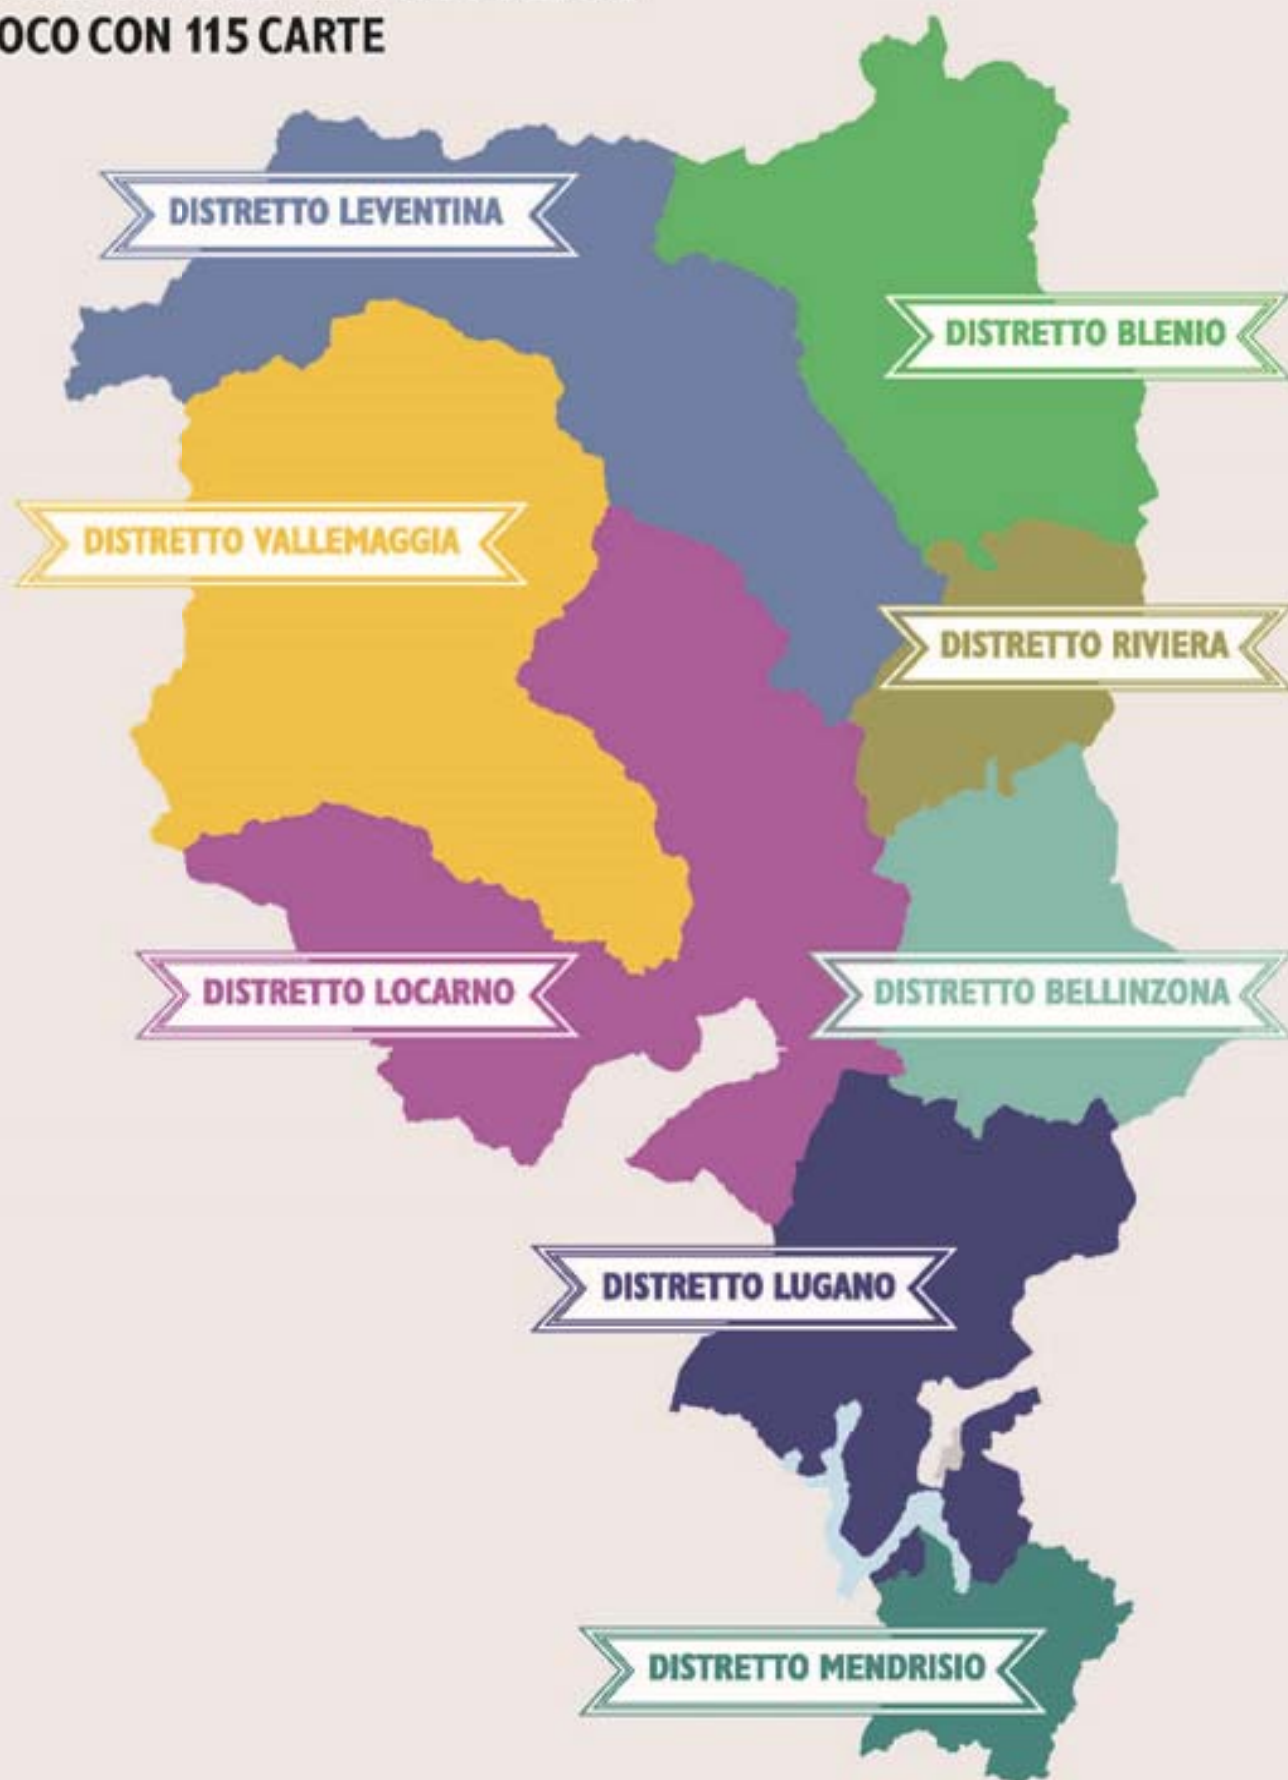 OCO CON 115 CARTE
DISTRETTO LEVENTINA
DISTRETTO BLENIO
DISTRETTO VALLEMAGGIA
DISTRETTO RIVIERA
DISTRETTO LOCARNO
DISTRETTO BELLINZONA
DISTRETTO LUGANO
DISTRETTO MENDRISIO